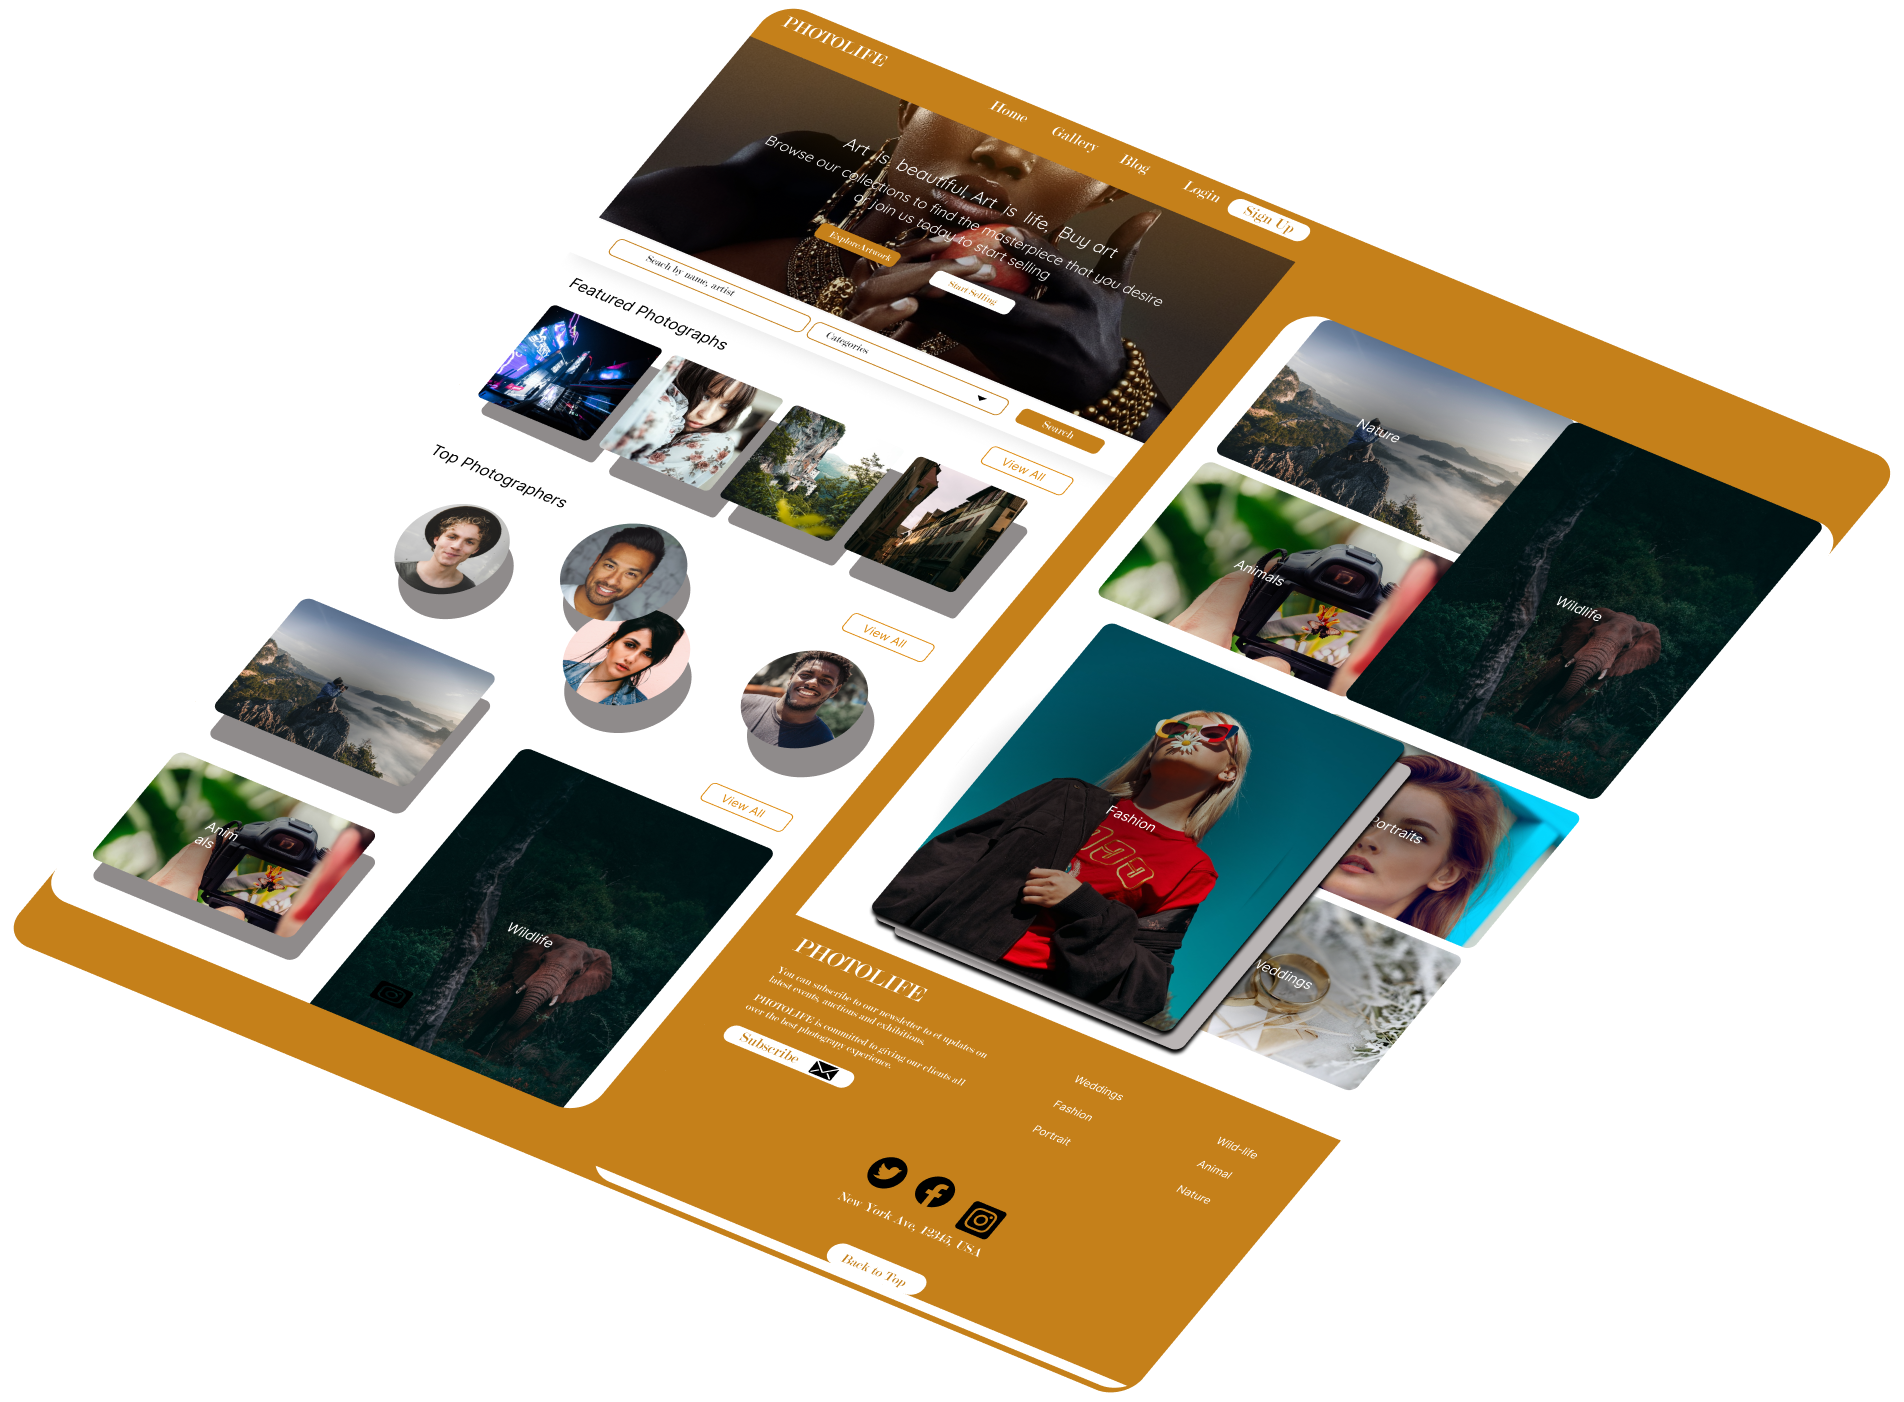 PHOTOLIFE
Home
Gallery
Blog
Login
Sign Up
Art is beautiful, Art is life, Buy art
Browse our collections to find the masterpiece that you desire
or join us today to start selling
Explore Artwork
Start Selling
Seach by name, artist
Categories
Search
Featured Photographs
View All
Top Photographers
View All
View All
Anim
als
Wildlife
Nature
Animals
Wildlife
Fashion
Portraits
Weddings
PHOTOLIFE
You can subscribe to our newsletter to et updates on
latest events, auctions and exhibitions.
PHOTOLIFE is committed to giving our clients all
over the best photograpy experience.
Subscribe
Weddings
Fashion
Portrait
Wild-life
Animal
Nature
New York Ave, 12345, USA
Back to Top